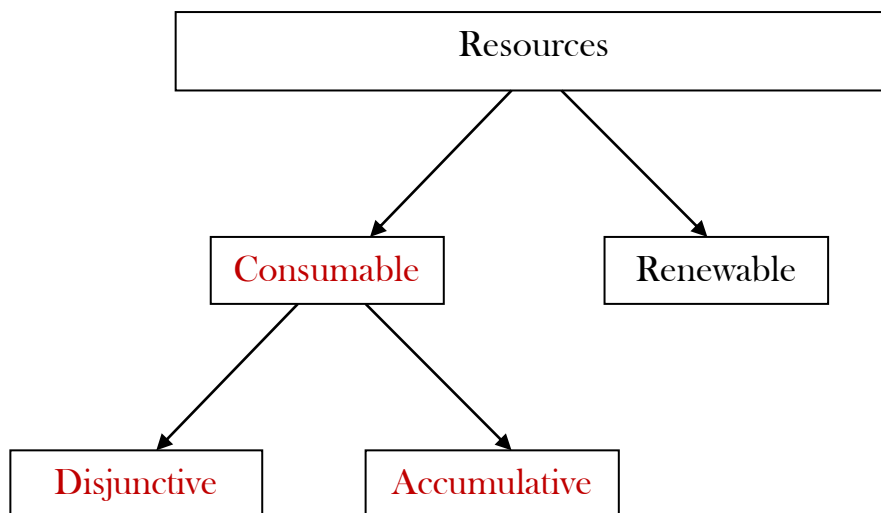 Resources
Consumable
Renewable
Disjunctive
Accumulative